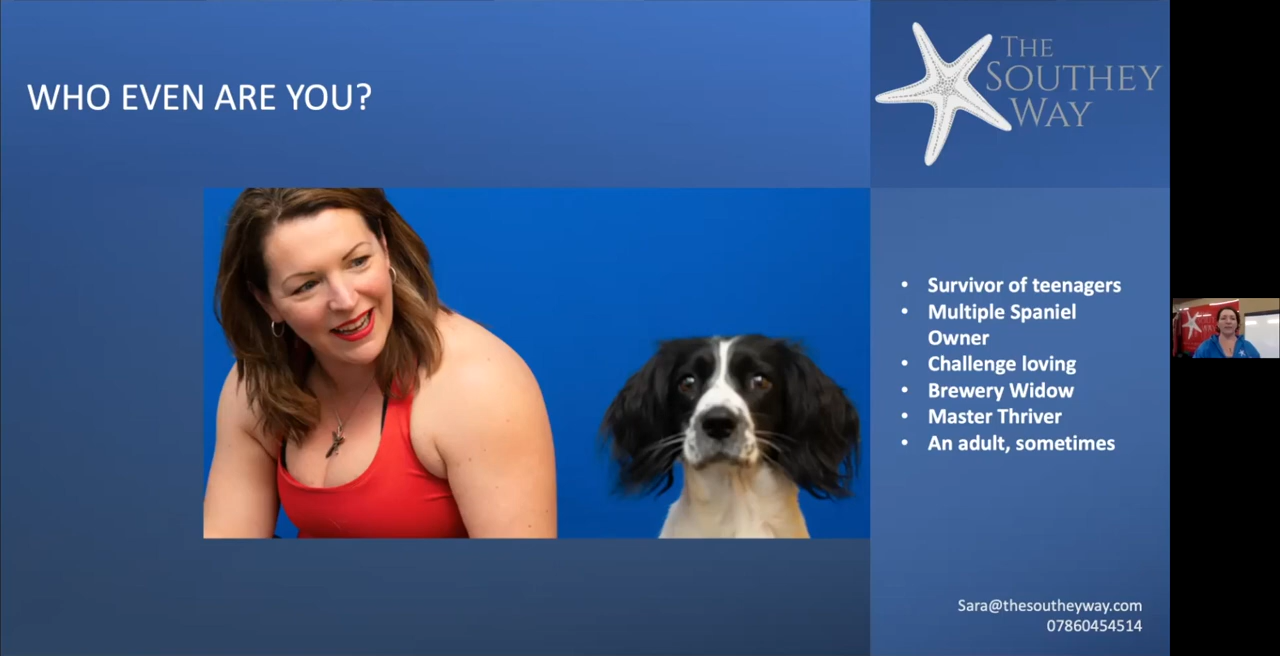 WHO EVEN ARE YOU?
THE
SOUTHEY
WAY
• Survivor of teenagers
• Multiple Spaniel
Owner
• Challenge loving
• Brewery Widow
• Master Thriver
• An adult, sometimes
Sara@thesoutheyway.com
07860454514